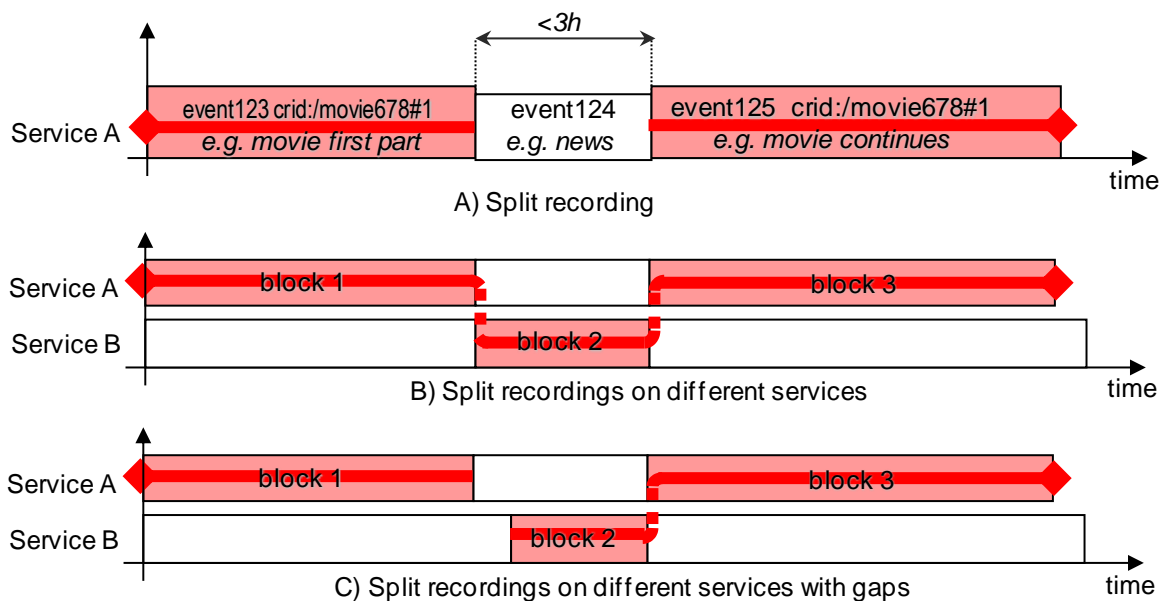 <3h
event123 crid:/movie678#1
e.g. movie first part
event124
e.g. news
event125 crid:/movie678#1
e.g. movie continues
Service A
time
A) Split recording
Service A
block 1
block 3
Service B
block 2
time
B) Split recordings on different services
Service A
block 1
block 3
Service B
block 2
time
C) Split recordings on different services with gaps